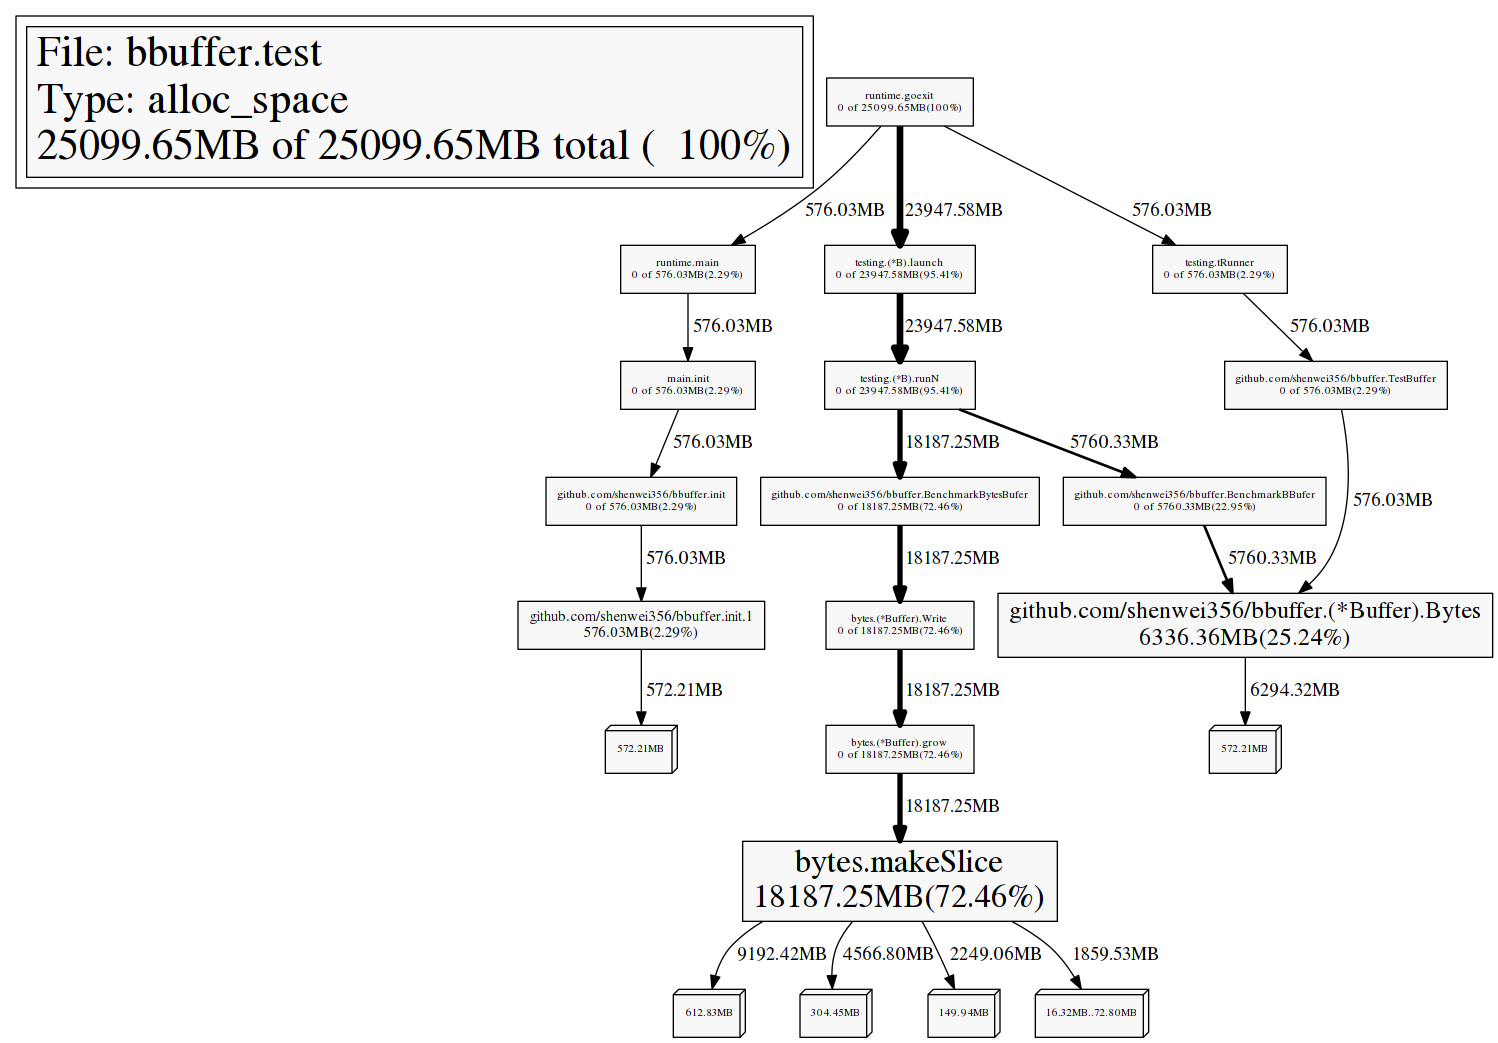 File: bbuffer.test
Type: alloc_space
25099.65MB of 25099.65MB total ( 100%)
runtime.goexit
0 of 25099.65MB(100%)
576.03MB
23947.58MB
576.03MB
runtime.main
0 of 576.03MB(2.29%)
testing.(*B).launch
0 of 23947.58MB(95.41%)
testing.tRunner
0 of 576.03MB(2.29%)
576.03MB
23947.58MB
576.03MB
main.init
0 of 576.03MB(2.29%)
testing.(*B).runN
0 of 23947.58MB(95.41%)
github.com/shenwei356/bbuffer.TestBuffer
0 of 576.03MB(2.29%)
576.03MB
18187.25MB
5760.33MB
github.com/shenwei356/bbuffer.init
0 of 576.03MB(2.29%)
github.com/shenwei356/bbuffer.BenchmarkBytesBufer
0 of 18187.25MB(72.46%)
github.com/shenwei356/bbuffer.BenchmarkBBufer
0 of 5760.33MB(22.95%)
576.03MB
576.03MB
18187.25MB
5760.33MB
github.com/shenwei356/bbuffer.init.1
576.03MB(2.29%)
bytes.(*Buffer).Write
0 of 18187.25MB(72.46%)
github.com/shenwei356/bbuffer.(*Buffer).Bytes
6336.36MB(25.24%)
572.21MB
18187.25MB
6294.32MB
572.21MB
bytes.(*Buffer).grow
0 of 18187.25MB(72.46%)
572.21MB
18187.25MB
bytes.makeSlice
18187.25MB(72.46%)
9192.42MB
4566.80MB
2249.06MB
1859.53MB
612.83MB
304.45MB
149.94MB
16.32MB..72.80MB